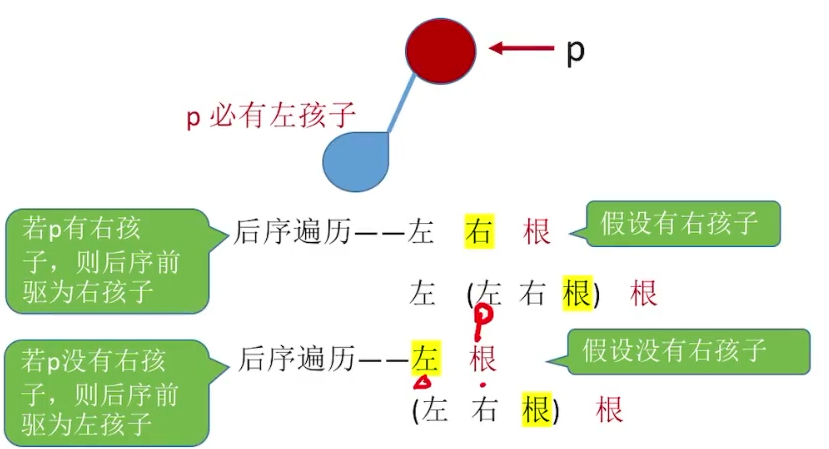 p
p 必有左孩子
若p有右孩
子，则后序前
驱为右孩子
后序遍历——左 右 根
假设有右孩子
左 (左 右 根) 根
p
若p没有右孩
子，则后序前
驱为左孩子
后序遍历——左 根
假设没有右孩子
(左 右 根) 根